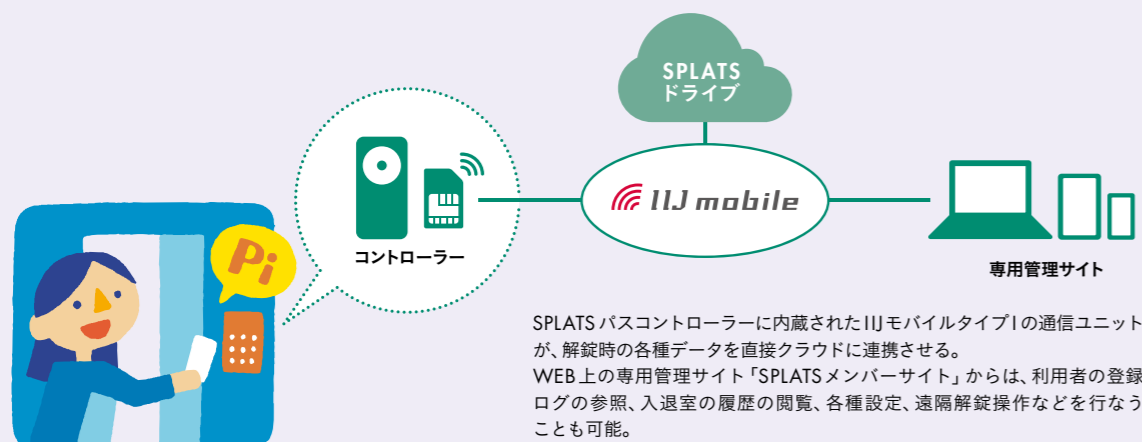 SPLATS
ドライブ
IIJ mobile
Pi
コントローラー
専用管理サイト
SPLATS パスコントローラーに内蔵されたIIJモバイルタイプIの通信ユニット
が、解錠時の各種データを直接クラウドに連携させる。
WEB上の専用管理サイト「SPLATSメンバーサイト」からは、利用者の登録
ログの参照、入退室の履歴の閲覧、各種設定、遠隔解錠操作などを行なう
ことも可能。